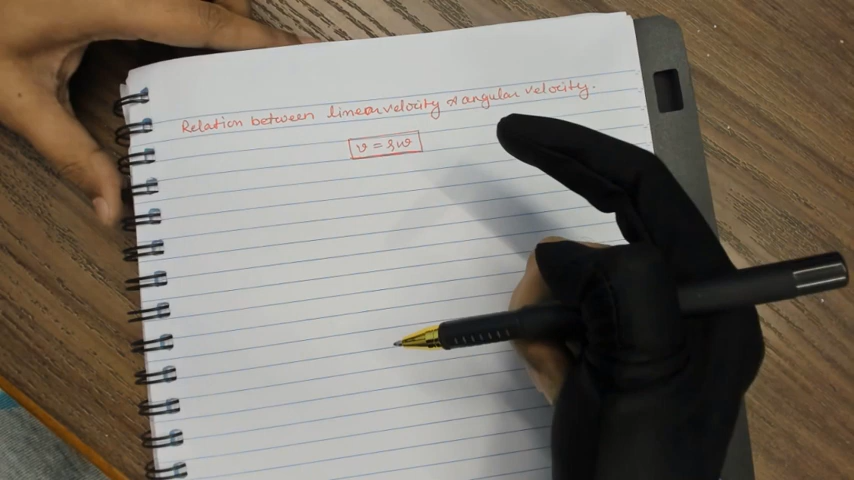 Relation between linear velocity & angular velocity.
v = rω